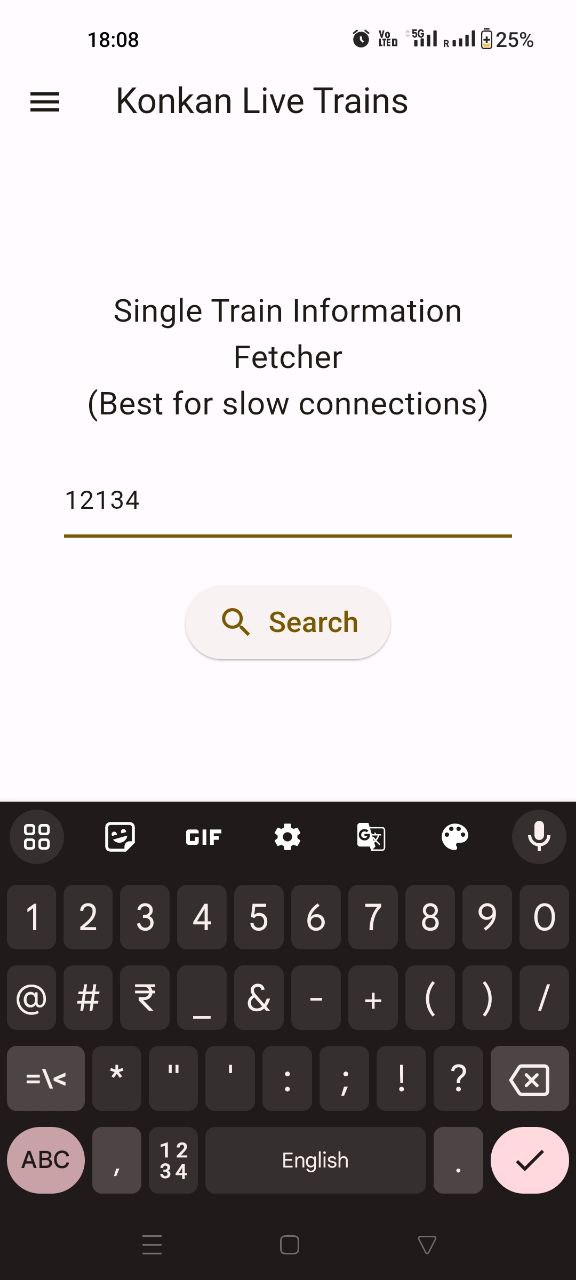 18:08 Vo LTED 5G R 25%
Konkan Live Trains
Single Train Information
Fetcher
(Best for slow connections)
12134
Search
GIF G
1 2 3 4 5 6 7 8 9 0
@ # ₹ _ & - + ( ) /
=\< * " ' : ; ! ?
ABC , 12 34 English .